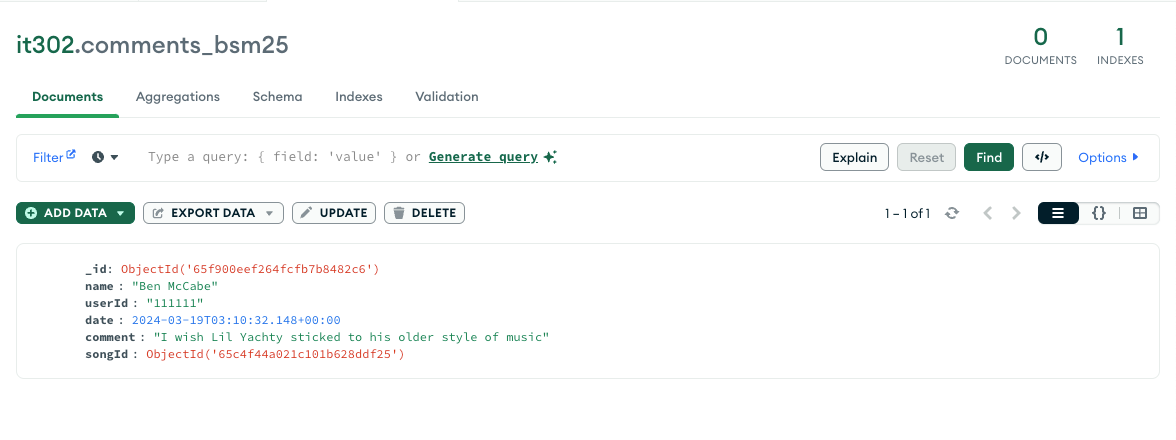 it302.comments_bsm25
0
DOCUMENTS
1
INDEXES
Documents Aggregations Schema Indexes Validation
Filter Type a query: { field: 'value' } or Generate query Explain Reset Find </> Options
ADD DATA EXPORT DATA UPDATE DELETE 1 – 1 of 1 {}
_id: ObjectId('65f900eef264fcfb7b8482c6')
name : "Ben McCabe"
userId : "111111"
date : 2024-03-19T03:10:32.148+00:00
comment : "I wish Lil Yachty sticked to his older style of music"
songId : ObjectId('65c4f44a021c101b628ddf25')